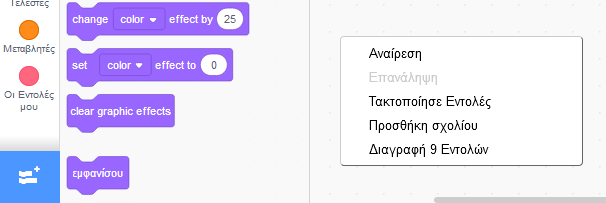 Τελεστές
Μεταβλητές
Οι Εντολές
μου
change color effect by 25
set color effect to 0
clear graphic effects
εμφανίσου
Αναίρεση
Επανάληψη
Τακτοποίησε Εντολές
Προσθήκη σχολίου
Διαγραφή 9 Εντολών